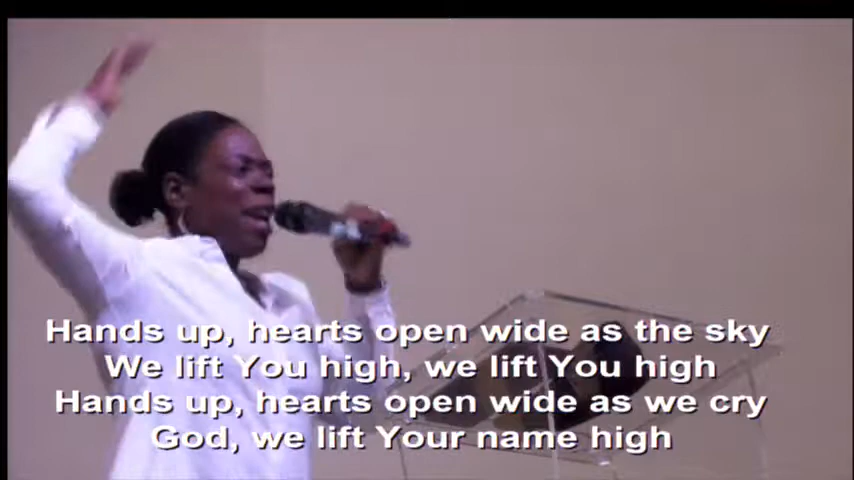 Hands up, hearts open wide as the sky
We lift You high, we lift You high
Hands up, hearts open wide as we cry
God, we lift Your name high